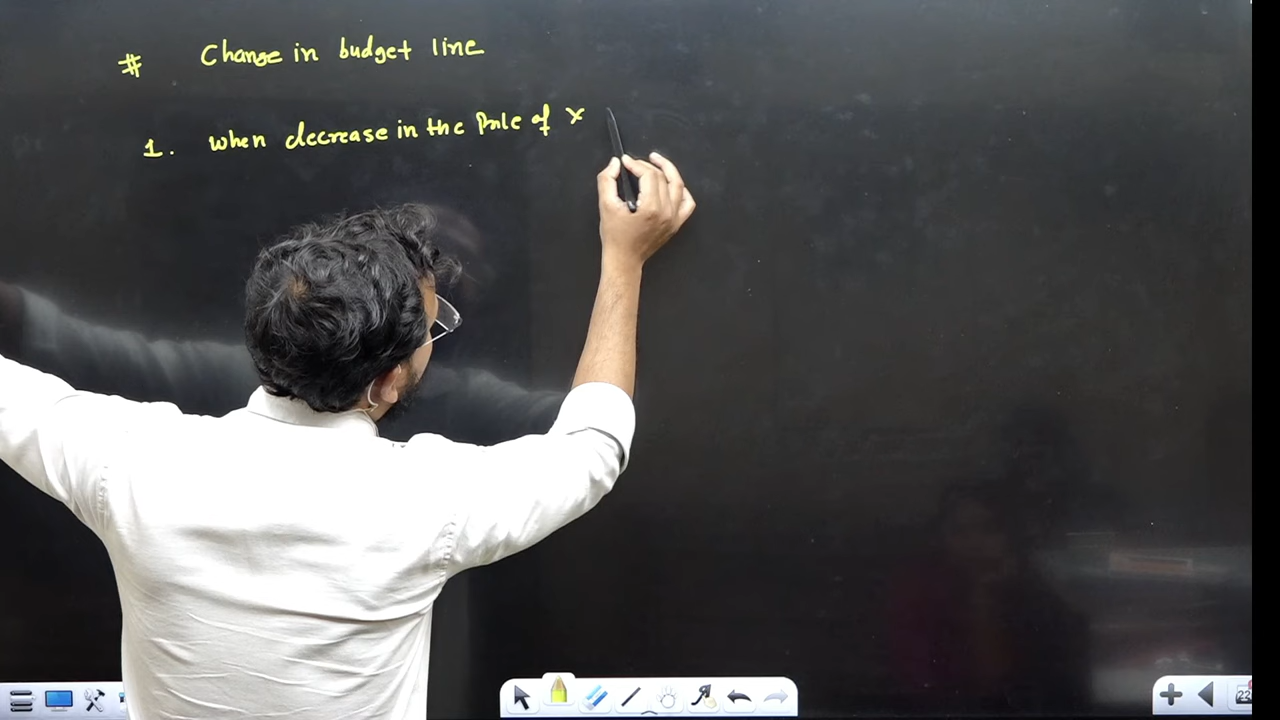 # Change in budget line
1. when decrease in the Price of X